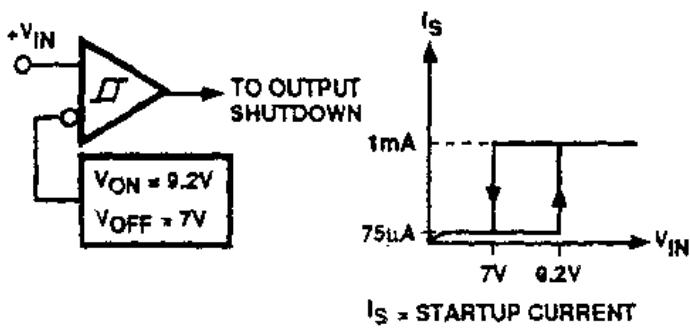 +VIN
TO OUTPUT
SHUTDOWN
VON = 9.2V
VOFF = 7V
IS
1mA
75µA
7V
9.2V
VIN
IS = STARTUP CURRENT